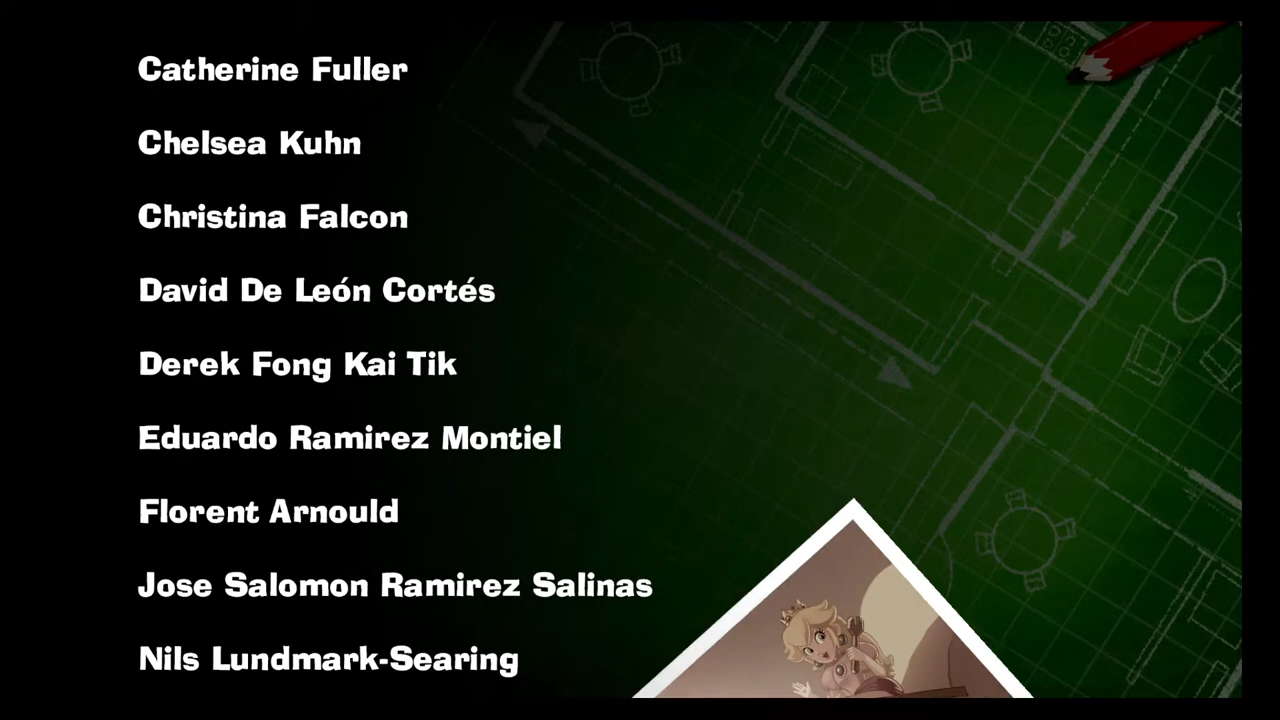 Catherine Fuller
Chelsea Kuhn
Christina Falcon
David De León Cortés
Derek Fong Kai Tik
Eduardo Ramirez Montiel
Florent Arnould
Jose Salomon Ramirez Salinas
Nils Lundmark-Searing